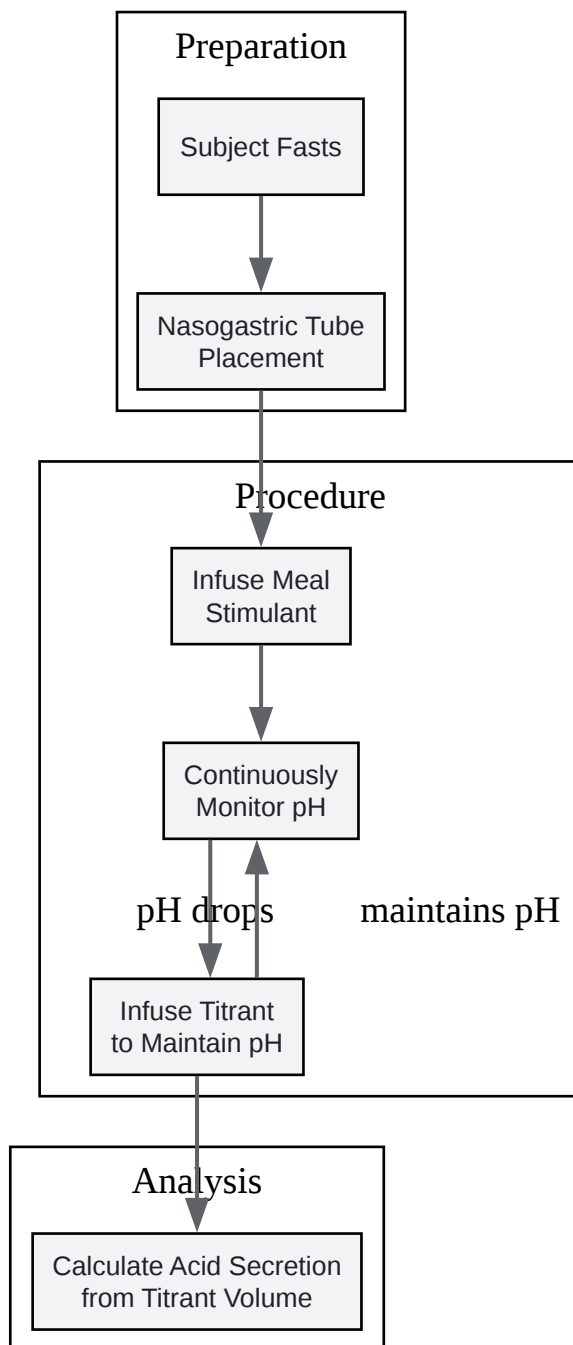 Preparation
Subject Fasts
Nasogastric Tube
Placement
Procedure
Infuse Meal
Stimulant
Continuously
Monitor pH
pH drops
maintains pH
Infuse Titrant
to Maintain pH
Analysis
Calculate Acid Secretion
from Titrant Volume